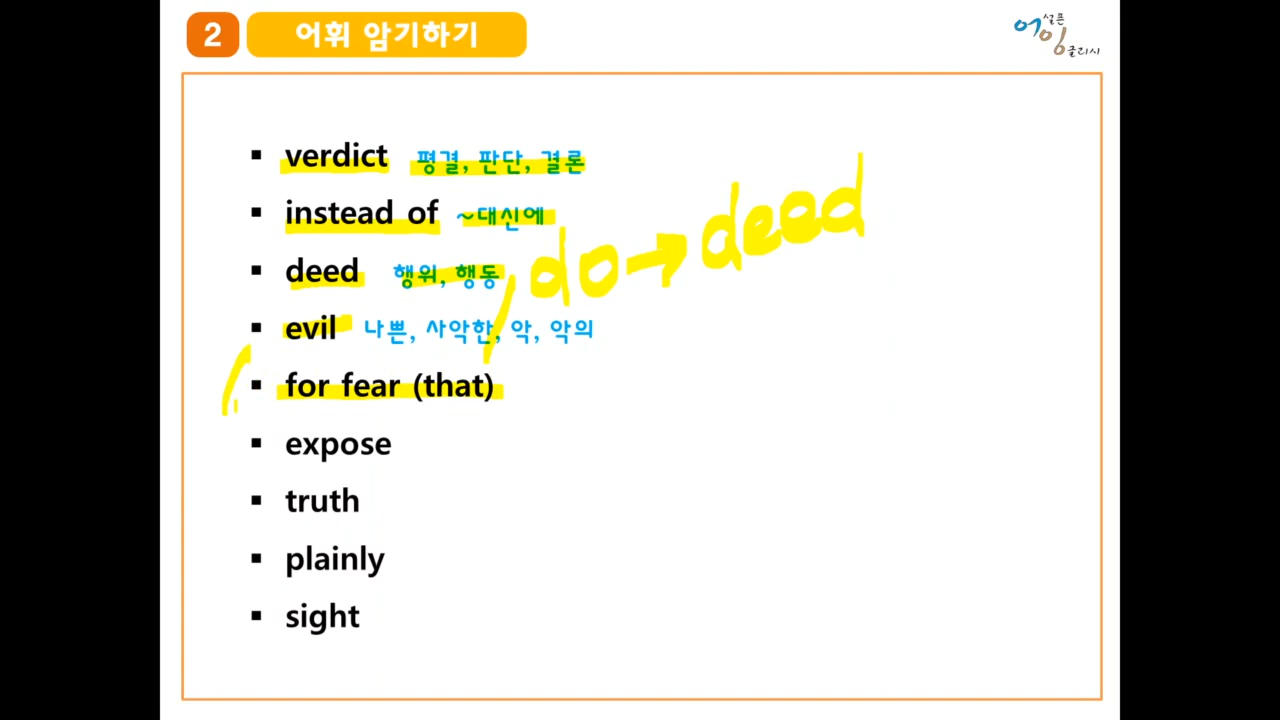 2 어휘 암기하기
어설픈
잉글리시
▪ verdict 평결, 판단, 결론
▪ instead of ~대신에
▪ deed 행위, 행동
do → deed
▪ evil 나쁜, 사악한, 악, 악의
▪ for fear (that)
▪ expose
▪ truth
▪ plainly
▪ sight